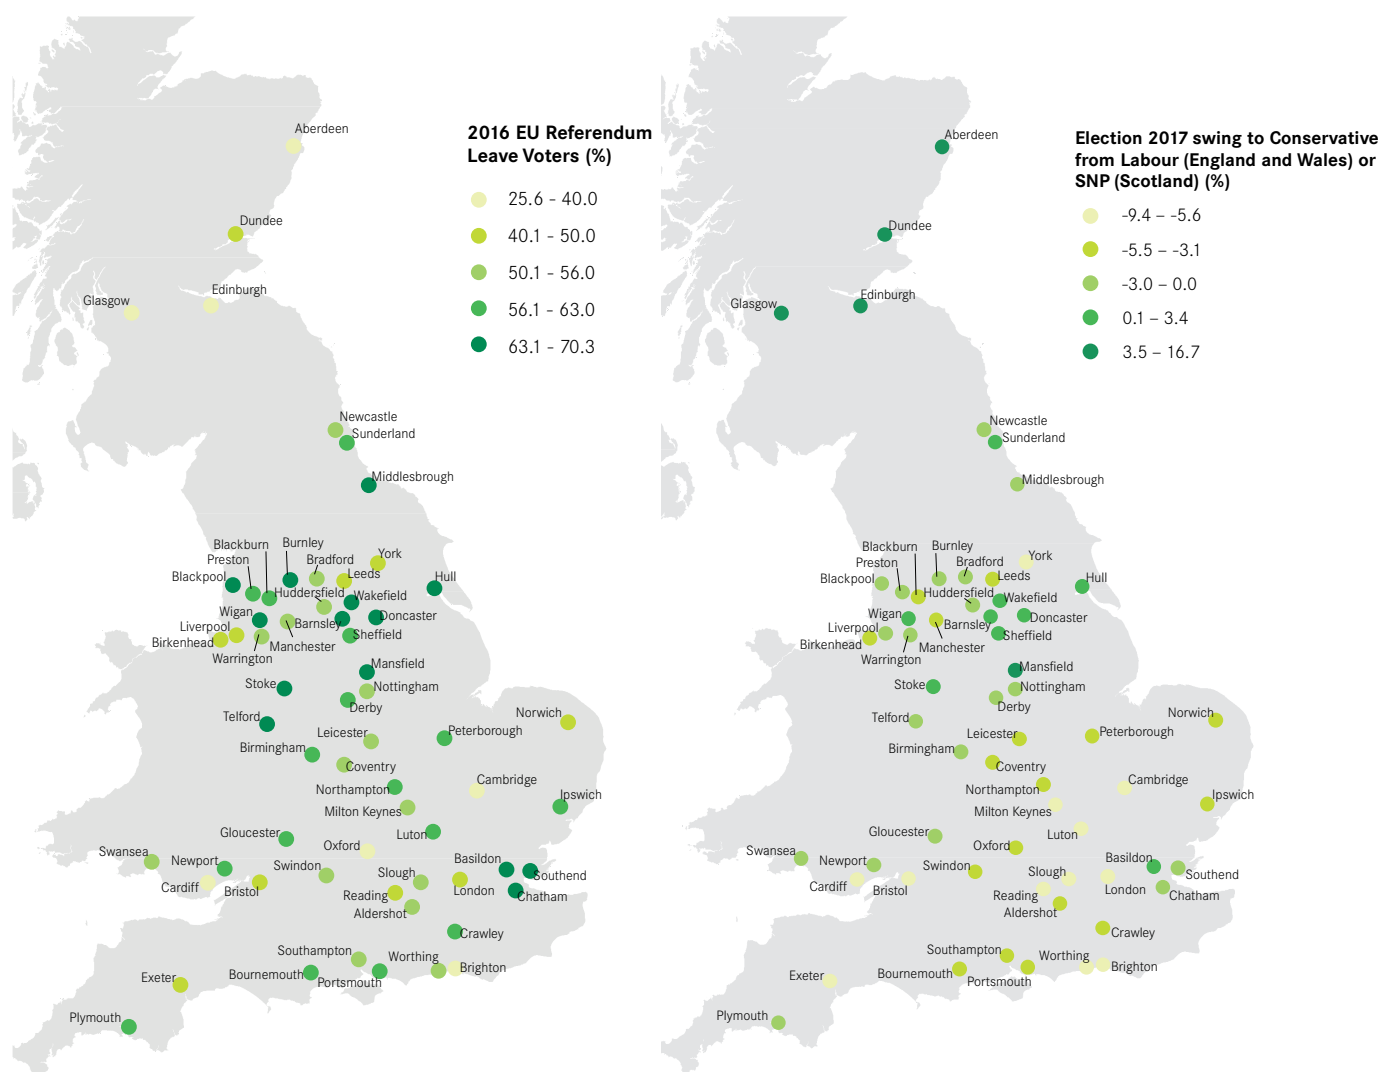 Aberdeen
2016 EU Referendum
Leave Voters (%)
25.6 - 40.0
40.1 - 50.0
50.1 - 56.0
56.1 - 63.0
63.1 - 70.3
Dundee
Edinburgh
Glasgow
Newcastle
Sunderland
Middlesbrough
Blackburn
Burnley
Preston
Bradford
York
Blackpool
Leeds
Hull
Huddersfield
Wakefield
Wigan
Doncaster
Liverpool
Barnsley
Birkenhead
Sheffield
Manchester
Warrington
Mansfield
Stoke
Nottingham
Derby
Telford
Norwich
Leicester
Peterborough
Birmingham
Coventry
Cambridge
Northampton
Ipswich
Milton Keynes
Gloucester
Luton
Oxford
Swansea
Newport
Basildon
Swindon
Slough
Southend
Cardiff
Bristol
Reading
London
Chatham
Aldershot
Crawley
Southampton
Worthing
Brighton
Exeter
Bournemouth
Portsmouth
Plymouth
Aberdeen
Election 2017 swing to Conservative
from Labour (England and Wales) or
SNP (Scotland) (%)
-9.4 – -5.6
-5.5 – -3.1
-3.0 – 0.0
0.1 – 3.4
3.5 – 16.7
Dundee
Edinburgh
Glasgow
Newcastle
Sunderland
Middlesbrough
Blackburn
Burnley
Preston
Bradford
York
Blackpool
Leeds
Hull
Huddersfield
Wakefield
Wigan
Doncaster
Liverpool
Barnsley
Birkenhead
Sheffield
Manchester
Warrington
Mansfield
Stoke
Nottingham
Derby
Telford
Norwich
Leicester
Peterborough
Birmingham
Coventry
Cambridge
Northampton
Ipswich
Milton Keynes
Gloucester
Luton
Oxford
Swansea
Newport
Basildon
Swindon
Slough
Southend
Cardiff
Bristol
Reading
London
Chatham
Aldershot
Crawley
Southampton
Worthing
Brighton
Exeter
Bournemouth
Portsmouth
Plymouth